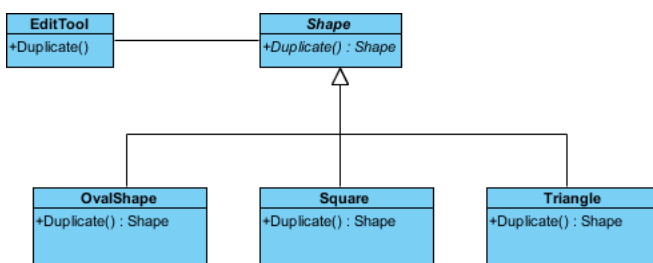 EditTool
+Duplicate()
Shape
+Duplicate() : Shape
OvalShape
+Duplicate() : Shape
Square
+Duplicate() : Shape
Triangle
+Duplicate() : Shape